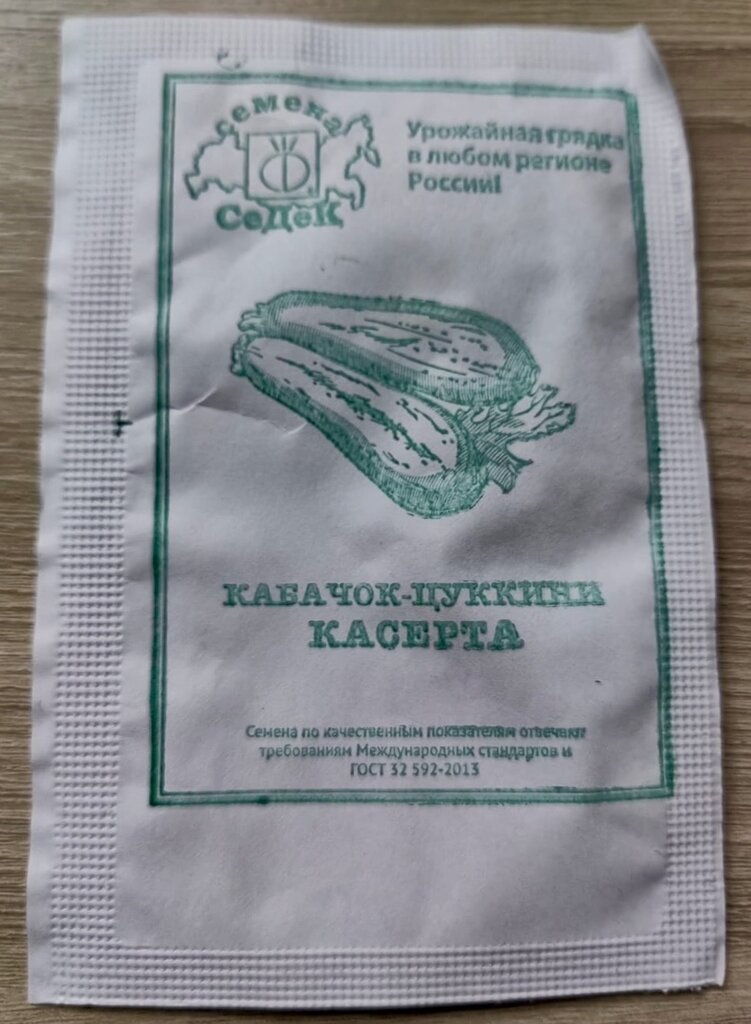 семена
СеДеК
Урожайная грядка
в любом регионе
России!
КАБАЧОК-ЦУККИНИ
КАСЕРТА
Семена по качественным показателям отвечают
требованиям Международных стандартов и
ГОСТ 32 592-2013